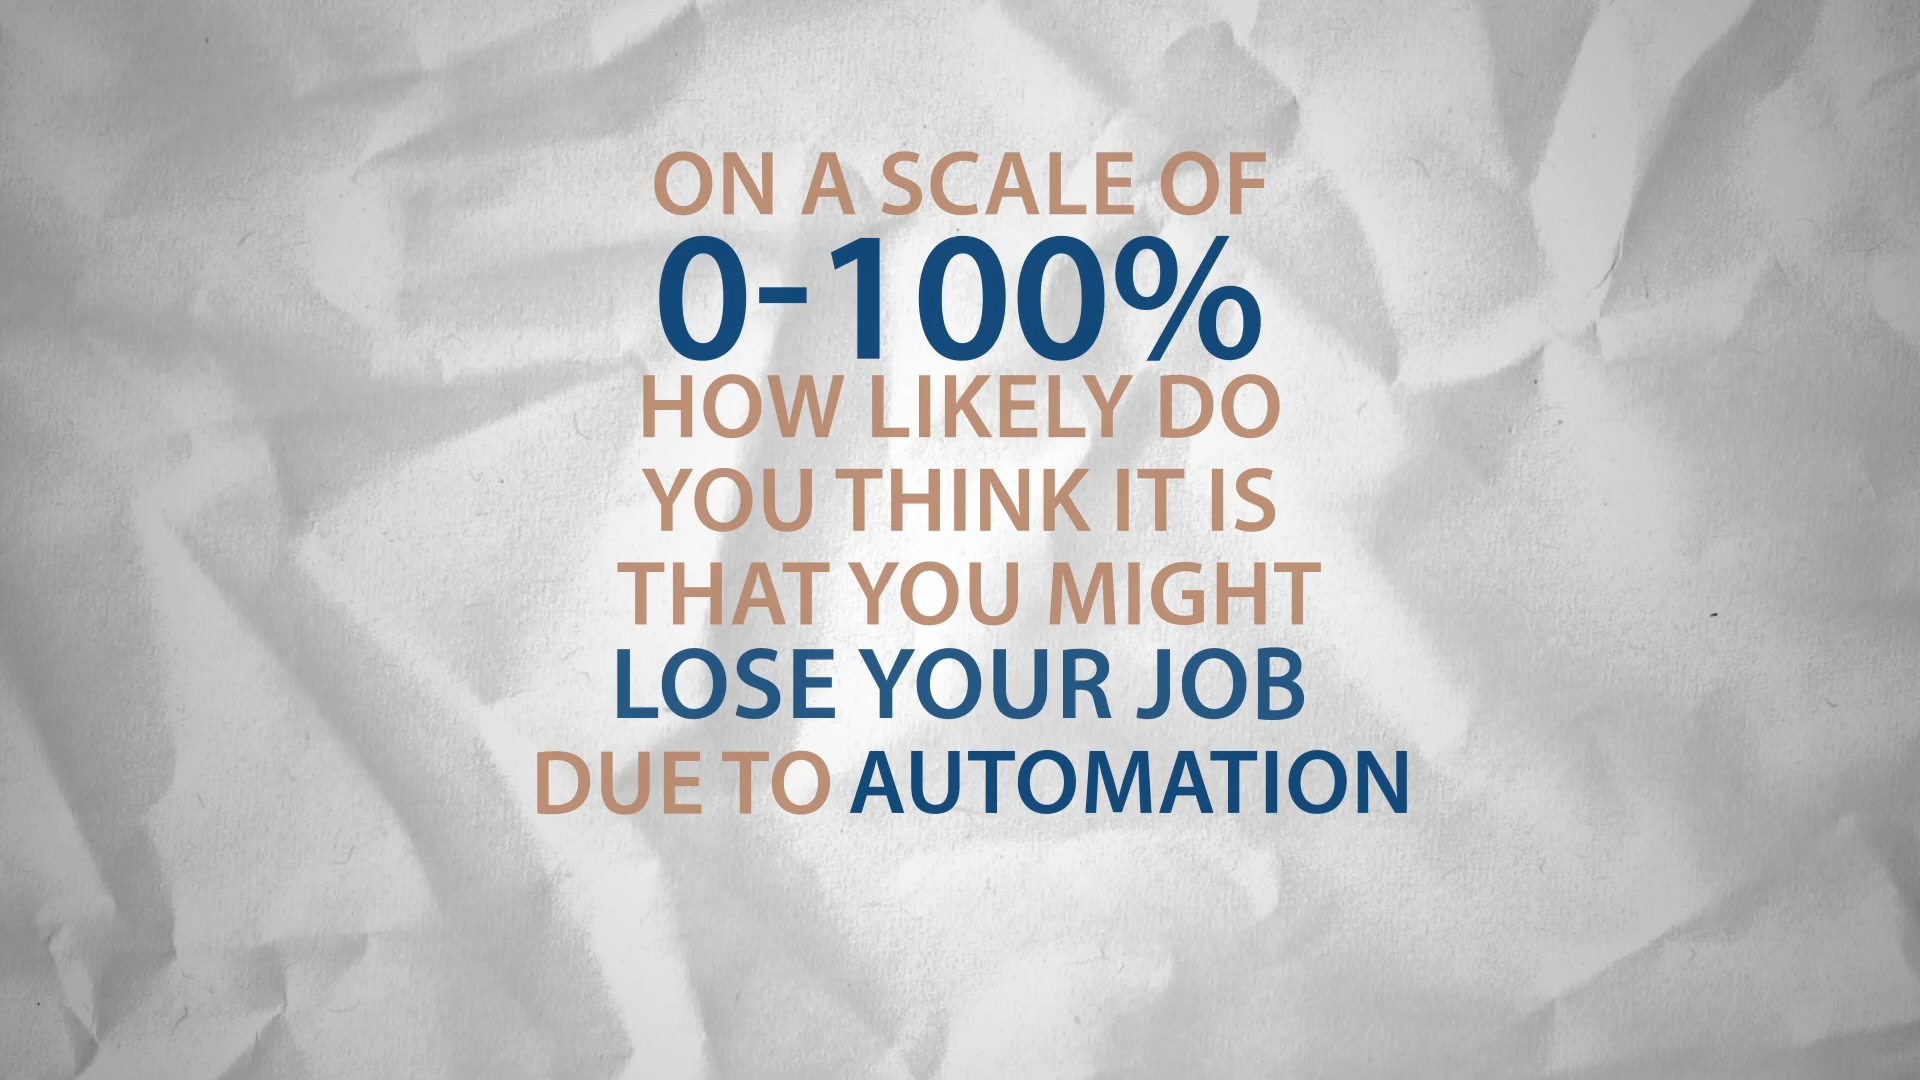 ON A SCALE OF
0-100%
HOW LIKELY DO
YOU THINK IT IS
THAT YOU MIGHT
LOSE YOUR JOB
DUE TO AUTOMATION